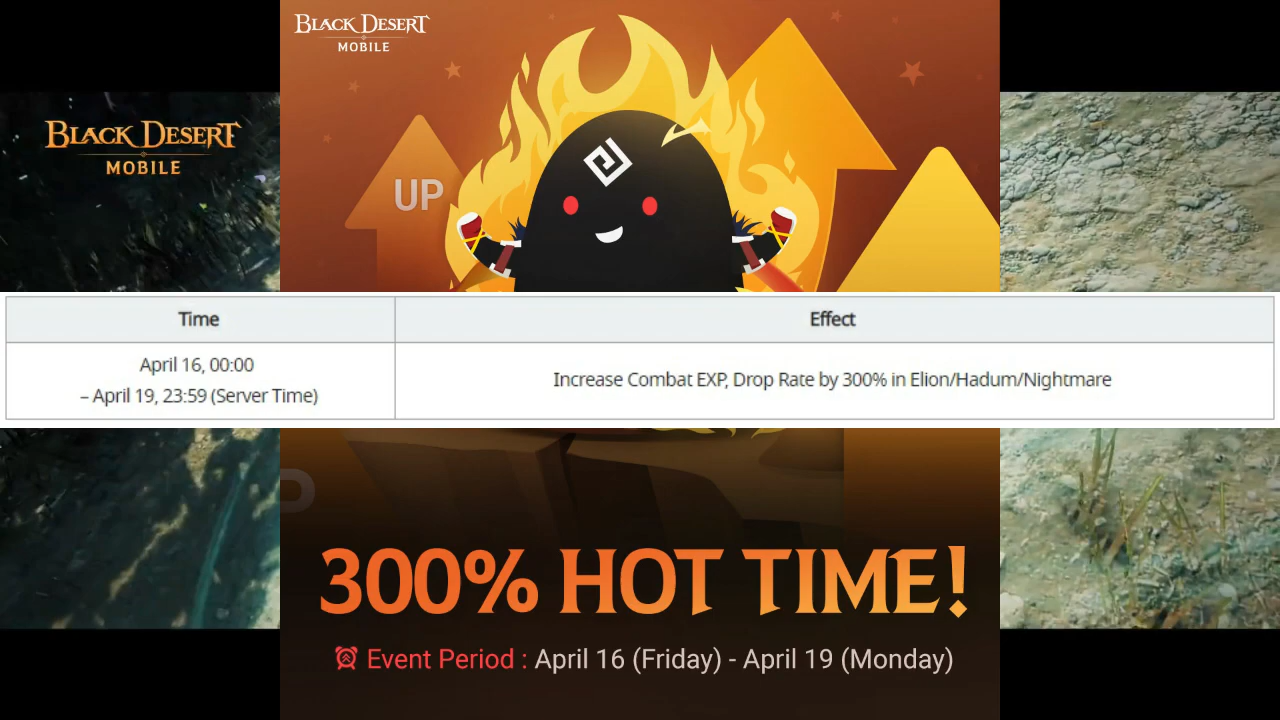 BLACK DESERT
MOBILE
BLACK DESERT
MOBILE
UP
Time
Effect
April 16, 00:00
– April 19, 23:59 (Server Time)
Increase Combat EXP, Drop Rate by 300% in Elion/Hadum/Nightmare
P
300% HOT TIME!
Event Period : April 16 (Friday) - April 19 (Monday)